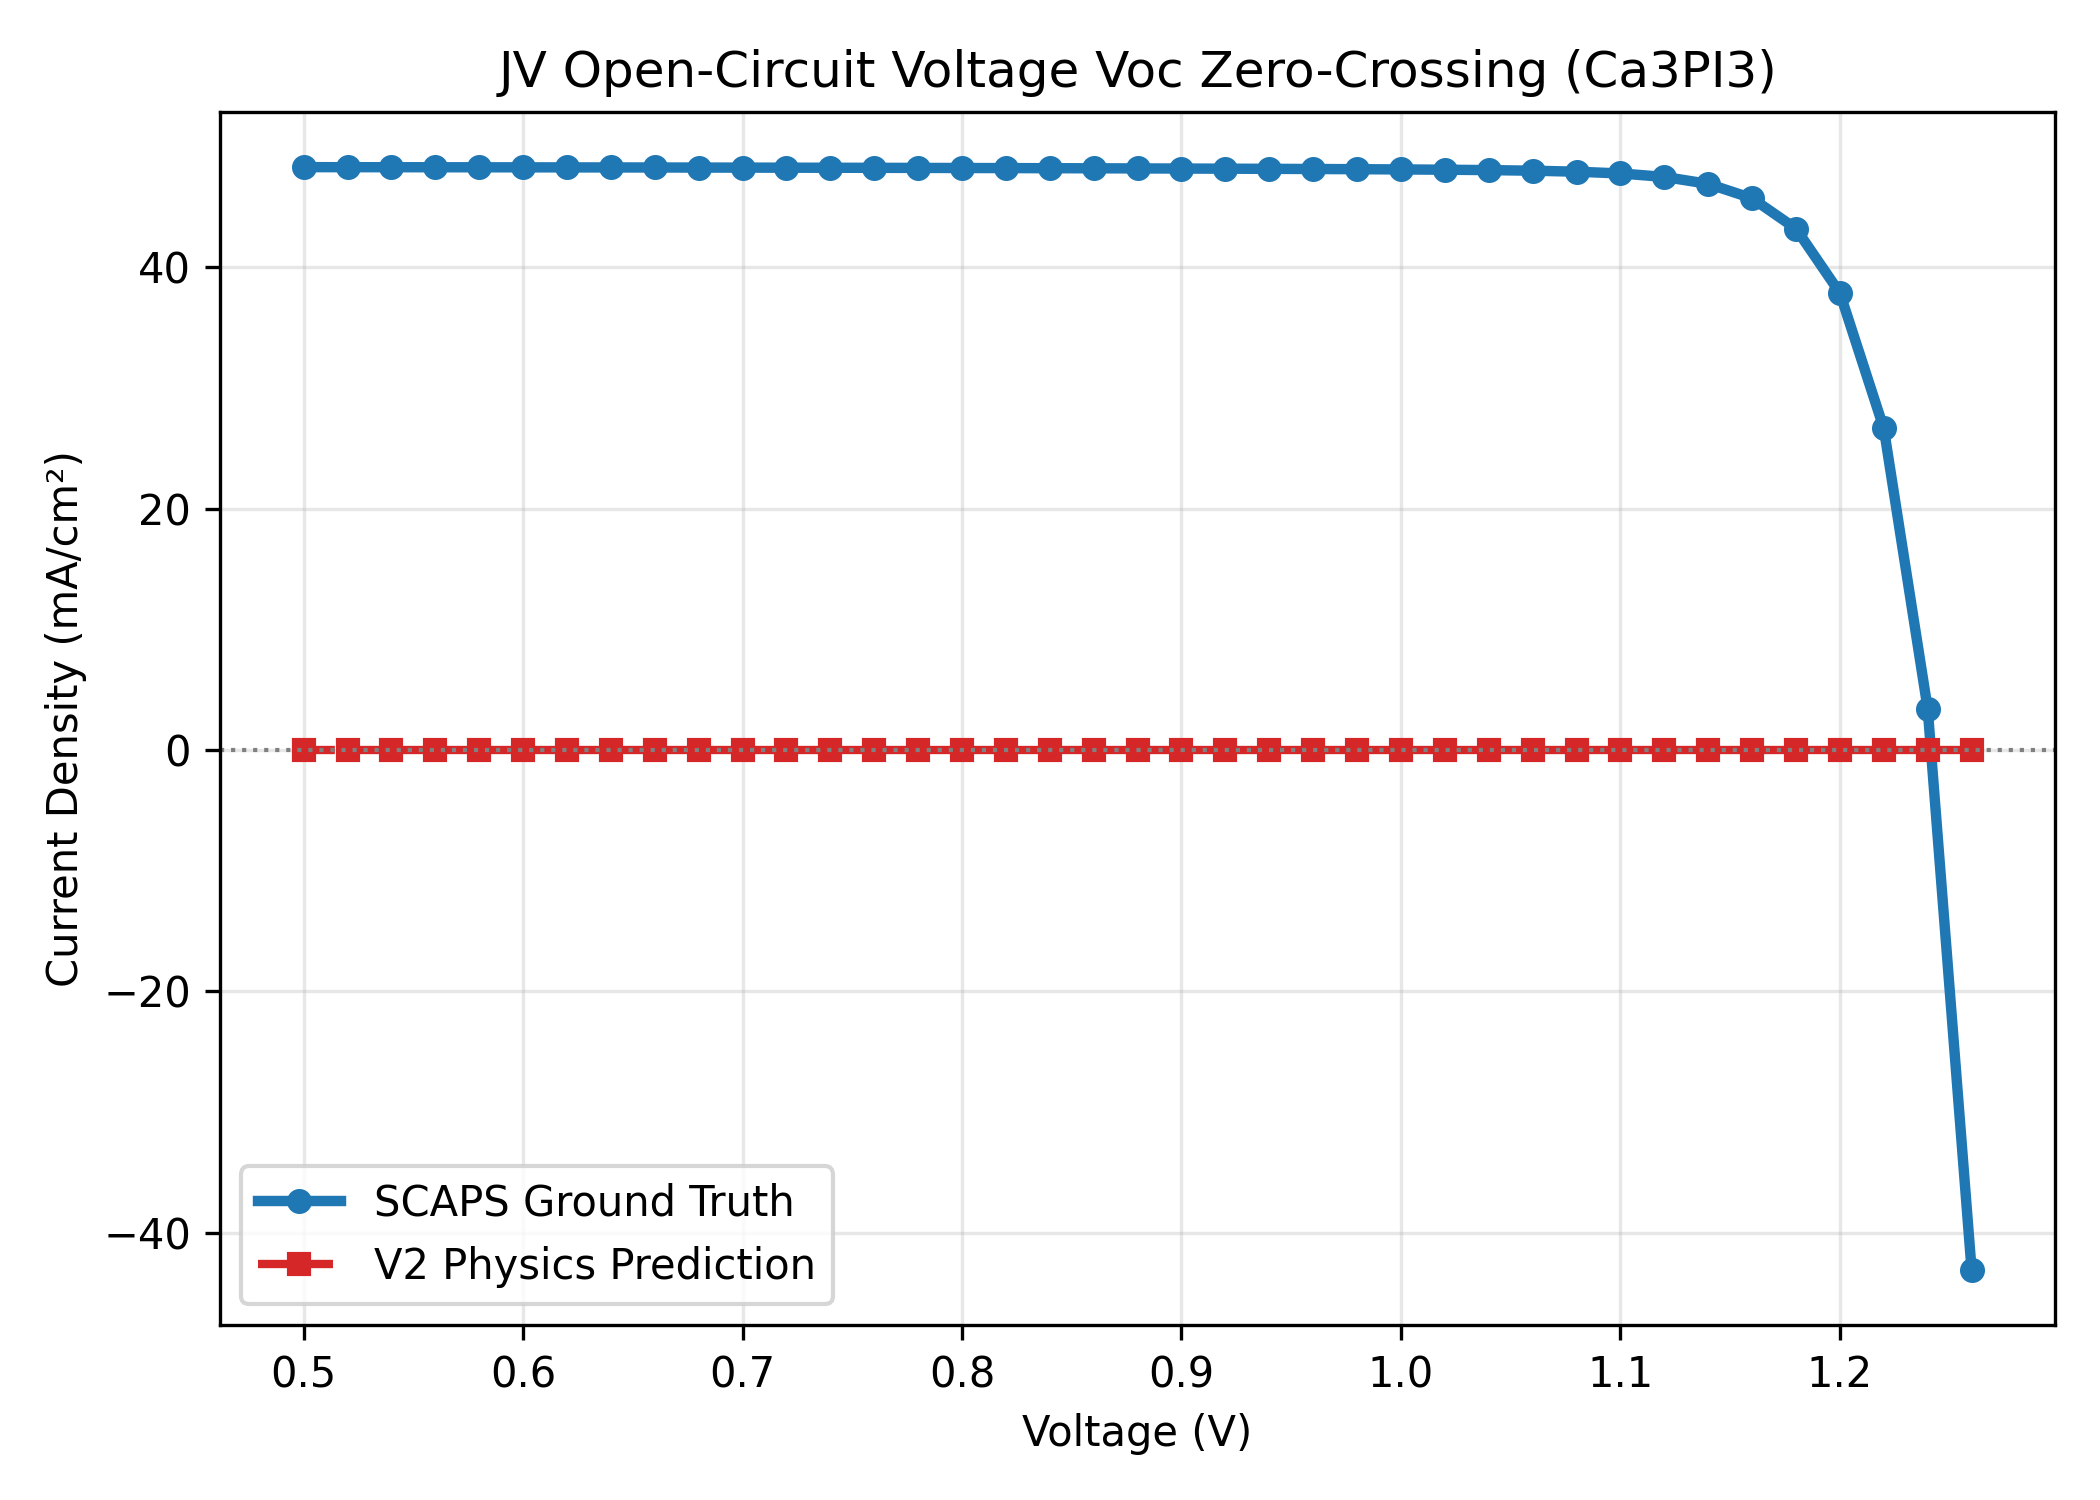 JV Open-Circuit Voltage Voc Zero-Crossing (Ca3PI3)
Current Density (mA/cm²)
40
20
0
−20
−40
SCAPS Ground Truth
V2 Physics Prediction
0.5 0.6 0.7 0.8 0.9 1.0 1.1 1.2
Voltage (V)